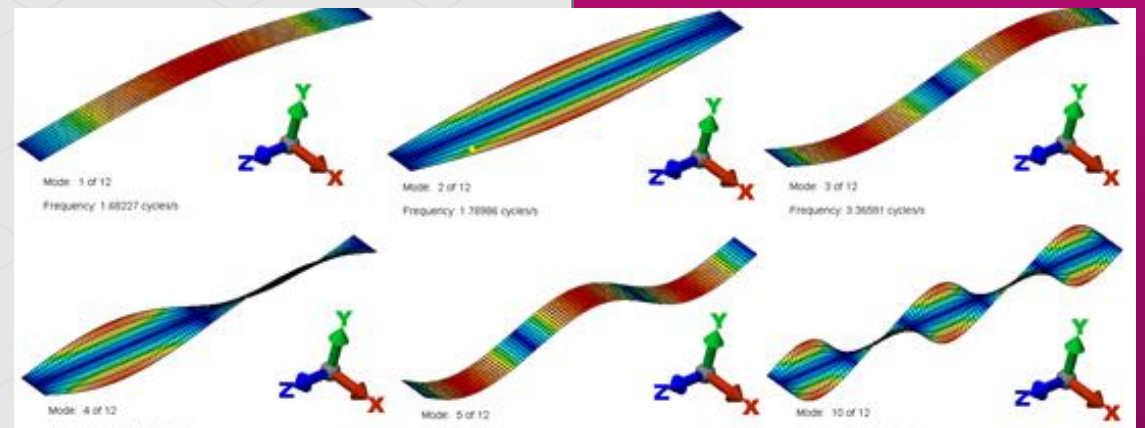 Y
Z
X
Mode: 1 of 12
Frequency: 1.68227 cycles/s
Y
Z
X
Mode: 2 of 12
Frequency: 1.78986 cycles/s
Y
Z
X
Mode: 3 of 12
Frequency: 3.36581 cycles/s
Y
Z
X
Mode: 4 of 12
Y
Z
X
Mode: 5 of 12
Y
Z
X
Mode: 10 of 12